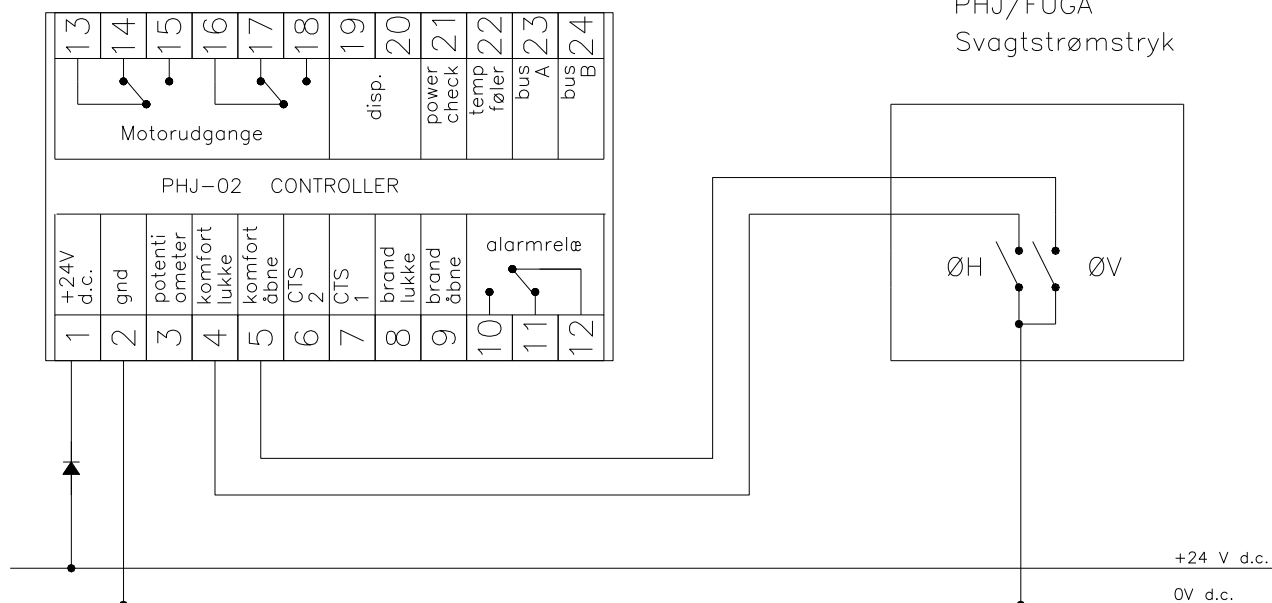 PHJ/FUGA
Svagtstrømstryk
13 14 15 16 17 18 19 20 21 22 23 24
Motorudgange
disp.
power
check
temp
føler
bus
A
bus
B
PHJ-02 CONTROLLER
+24V
d.c.
gnd
potenti
ometer
komfort
lukke
komfort
åbne
CTS
2
CTS
1
brand
lukke
brand
åbne
alarmrelæ
1 2 3 4 5 6 7 8 9 10 11 12
ØH
ØV
+24 V d.c.
0V d.c.